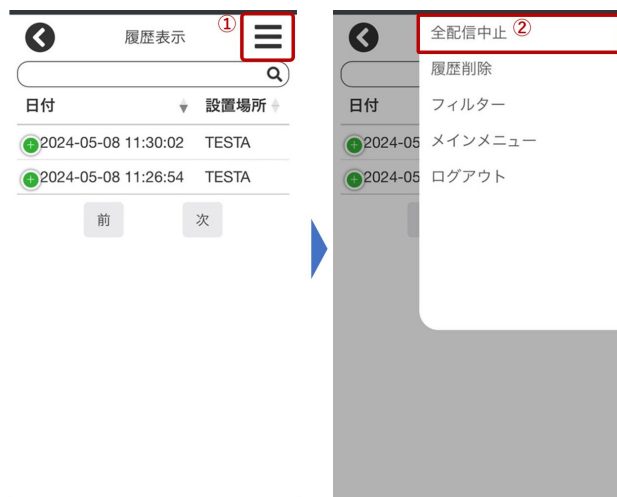 履歴表示
①
日付 設置場所
2024-05-08 11:30:02 TESTA
2024-05-08 11:26:54 TESTA
前 次
全配信中止 ②
履歴削除
日付 フィルター
2024-05 メインメニュー
2024-05 ログアウト